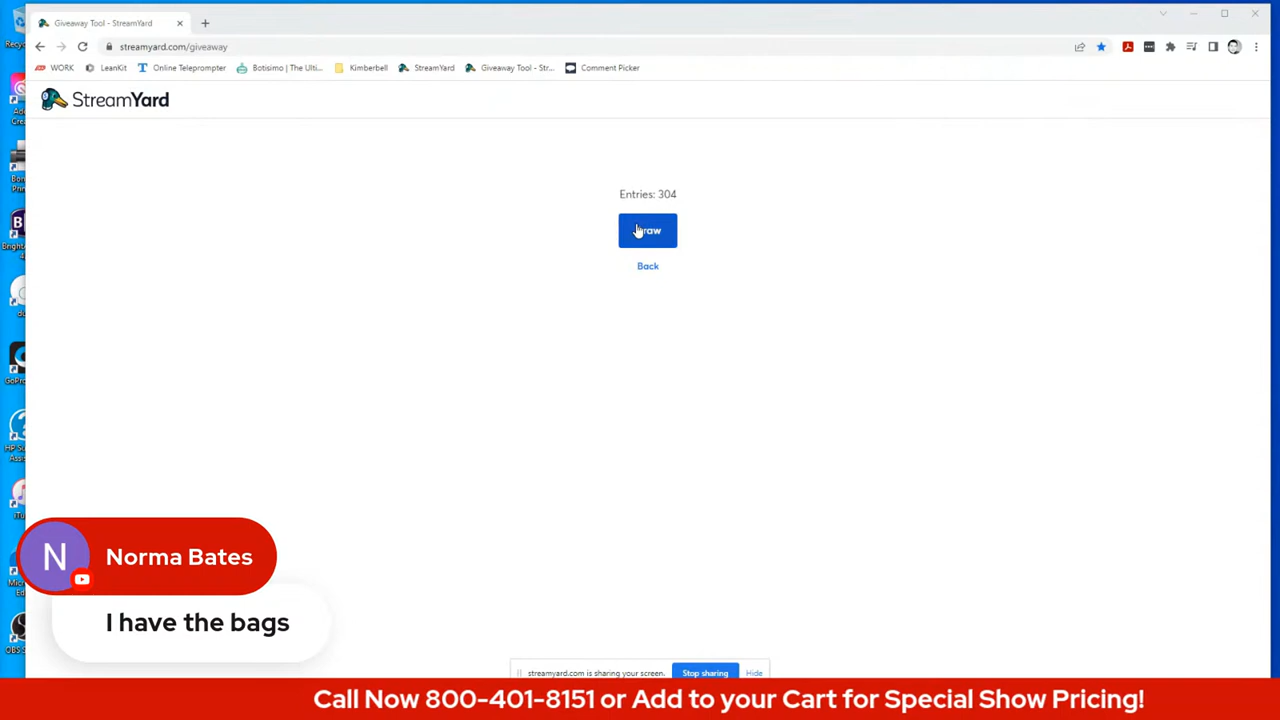 Giveaway Tool - StreamYard
streamyard.com/giveaway
WORK LeanKit Online Teleprompter Botisimo | The Ulti... Kimberbell StreamYard Giveaway Tool - Str... Comment Picker
StreamYard
Entries: 304
Back
N Norma Bates
I have the bags
streamyard.com is sharing your screen. Stop sharing Hide
Call Now 800-401-8151 or Add to your Cart for Special Show Pricing!